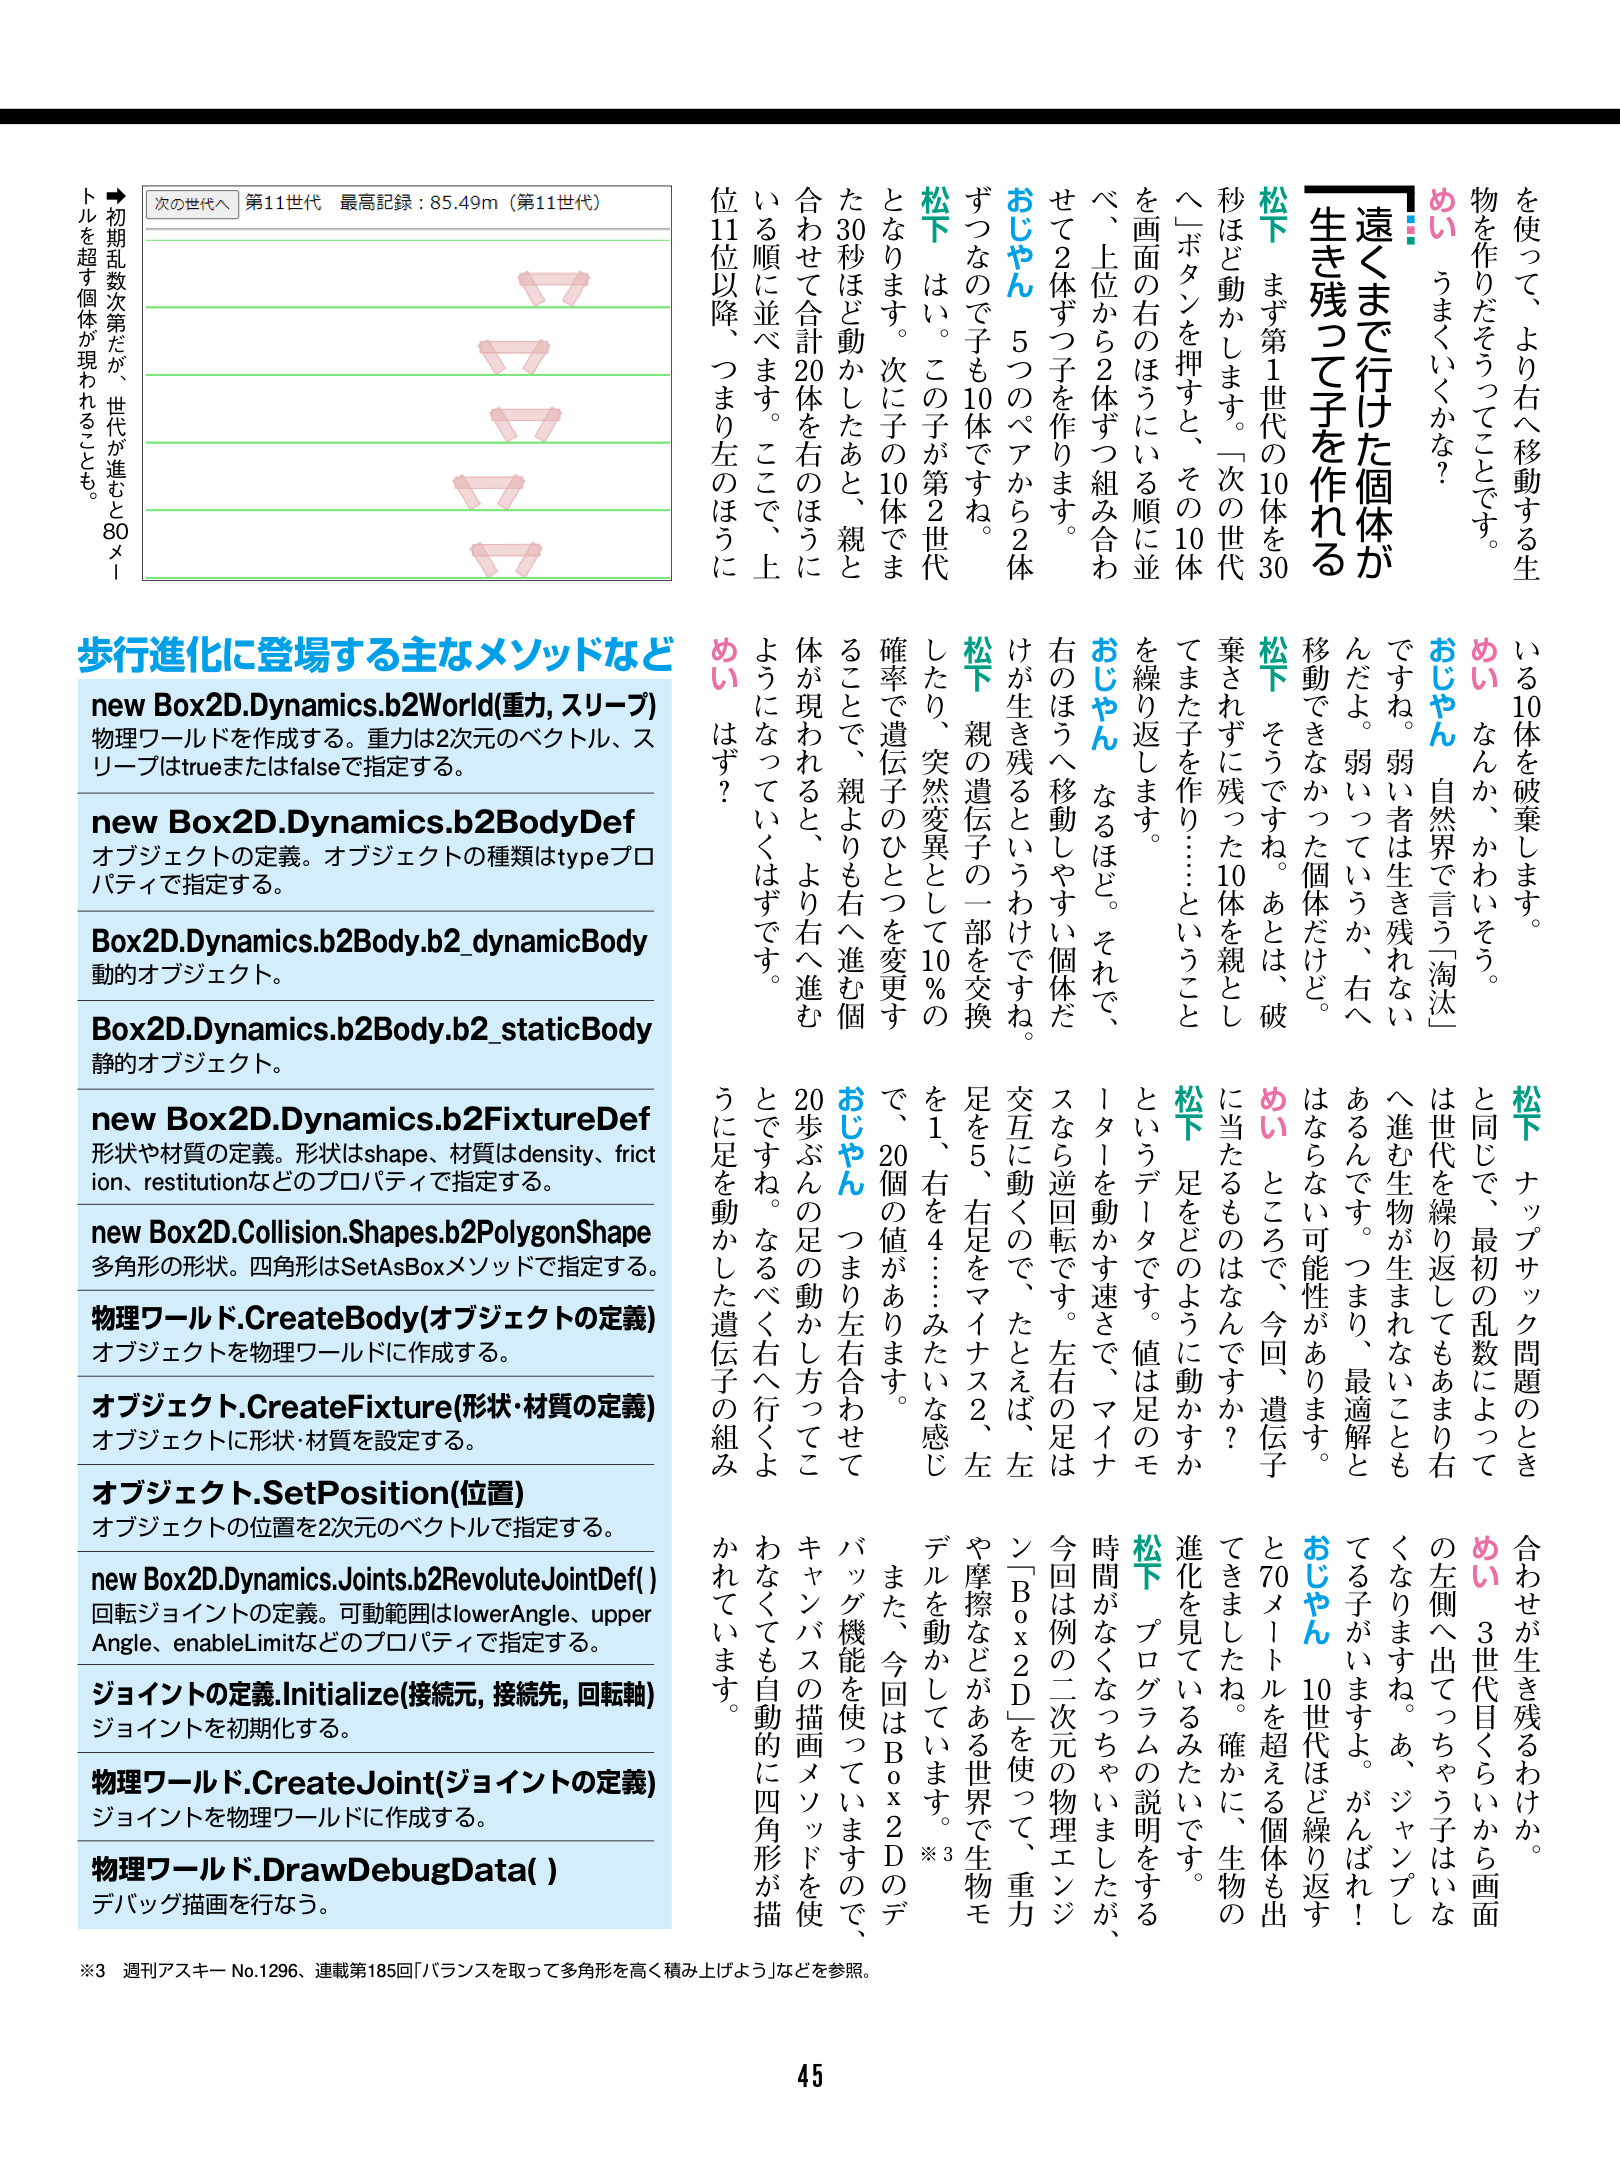 を使って、より右へ移動する生
物を作りだそうってことです。
めい　うまくいくかな？
遠くまで行けた個体が
生き残って子を作れる
松下　まず第１世代の10体を30
秒ほど動かします。「次の世代
へ」ボタンを押すと、その10体
を画面の右のほうにいる順に並
べ、上位から２体ずつ組み合わ
せて２体ずつ子を作ります。
おじやん　５つのペアから２体
ずつなので子も10体ですね。
松下　はい。この子が第２世代
となります。次に子の10体でま
た30秒ほど動かしたあと、親と
合わせて合計20体を右のほうに
いる順に並べます。ここで、上
位11位以降、つまり左のほうに
次の世代へ　第11世代　最高記録：85.49m（第11世代）
➡初期乱数次第だが、世代が進むと80メー
トルを超す個体が現われることも。
いる10体を破棄します。
めい　なんか、かわいそう。
おじやん　自然界で言う「淘汰」
ですね。弱い者は生き残れない
んだよ。弱いっていうか、右へ
移動できなかった個体だけど。
松下　そうですね。あとは、破
棄されずに残った10体を親とし
てまた子を作り……ということ
を繰り返します。
おじやん　なるほど。それで、
右のほうへ移動しやすい個体だ
けが生き残るというわけですね。
松下　親の遺伝子の一部を交換
したり、突然変異として10％の
確率で遺伝子のひとつを変更す
ることで、親よりも右へ進む個
体が現われると、より右へ進む
ようになっていくはずです。
めい　はず？
松下　ナップサック問題のとき
と同じで、最初の乱数によって
は世代を繰り返してもあまり右
へ進む生物が生まれないことも
あるんです。つまり、最適解と
はならない可能性があります。
めい　ところで、今回、遺伝子
に当たるものはなんですか？
松下　足をどのように動かすか
というデータです。値は足のモ
ーターを動かす速さで、マイナ
スなら逆回転です。左右の足は
交互に動くので、たとえば、左
足を５、右足をマイナス２、左
を１、右を４……みたいな感じ
で、20個の値があります。
おじやん　つまり左右合わせて
20歩ぶんの足の動かし方ってこ
とですね。なるべく右へ行くよ
うに足を動かした遺伝子の組み
合わせが生き残るわけか。
めい　３世代目くらいから画面
の左側へ出てっちゃう子はいな
くなりますね。あ、ジャンプし
てる子がいますよ。がんばれ！
おじやん　10世代ほど繰り返す
と70メートルを超える個体も出
てきましたね。確かに、生物の
進化を見ているみたいです。
松下　プログラムの説明をする
時間がなくなっちゃいましたが、
今回は例の二次元の物理エンジ
ン「Ｂｏｘ２Ｄ」を使って、重力
や摩擦などがある世界で生物モ
デルを動かしています。※3
　また、今回はＢｏｘ２Ｄのデ
バッグ機能を使っていますので、
キャンバスの描画メソッドを使
わなくても自動的に四角形が描
かれています。
歩行進化に登場する主なメソッドなど
new Box2D.Dynamics.b2World(重力, スリープ)
物理ワールドを作成する。重力は2次元のベクトル、ス
リープはtrueまたはfalseで指定する。
new Box2D.Dynamics.b2BodyDef
オブジェクトの定義。オブジェクトの種類はtypeプロ
パティで指定する。
Box2D.Dynamics.b2Body.b2_dynamicBody
動的オブジェクト。
Box2D.Dynamics.b2Body.b2_staticBody
静的オブジェクト。
new Box2D.Dynamics.b2FixtureDef
形状や材質の定義。形状はshape、材質はdensity、frict
ion、restitutionなどのプロパティで指定する。
new Box2D.Collision.Shapes.b2PolygonShape
多角形の形状。四角形はSetAsBoxメソッドで指定する。
物理ワールド.CreateBody(オブジェクトの定義)
オブジェクトを物理ワールドに作成する。
オブジェクト.CreateFixture(形状・材質の定義)
オブジェクトに形状・材質を設定する。
オブジェクト.SetPosition(位置)
オブジェクトの位置を2次元のベクトルで指定する。
new Box2D.Dynamics.Joints.b2RevoluteJointDef( )
回転ジョイントの定義。可動範囲はlowerAngle、upper
Angle、enableLimitなどのプロパティで指定する。
ジョイントの定義.Initialize(接続元, 接続先, 回転軸)
ジョイントを初期化する。
物理ワールド.CreateJoint(ジョイントの定義)
ジョイントを物理ワールドに作成する。
物理ワールド.DrawDebugData( )
デバッグ描画を行なう。
※3　週刊アスキー No.1296、連載第185回「バランスを取って多角形を高く積み上げよう」などを参照。
45